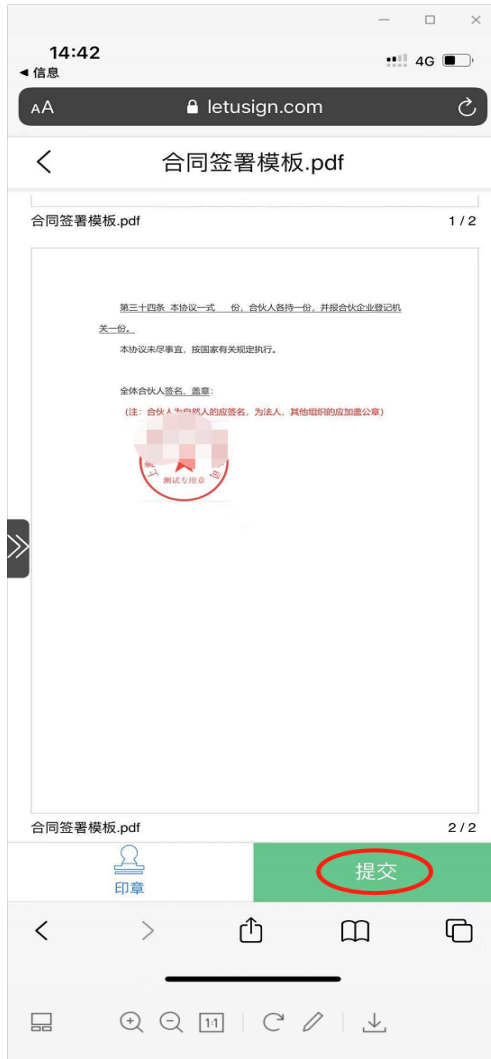 14:42
4G
◀ 信息
AA
letusign.com
合同签署模板.pdf
合同签署模板.pdf
1 / 2
第三十四条 本协议一式 份，合伙人各持一份，并报合伙企业登记机
关一份。
本协议未尽事宜，按国家有关规定执行。
全体合伙人签名、盖章：
（注：合伙人为自然人的应签名，为法人、其他组织的应加盖公章）
上
司
测试专用章
合同签署模板.pdf
2 / 2
印章
提交
1:1